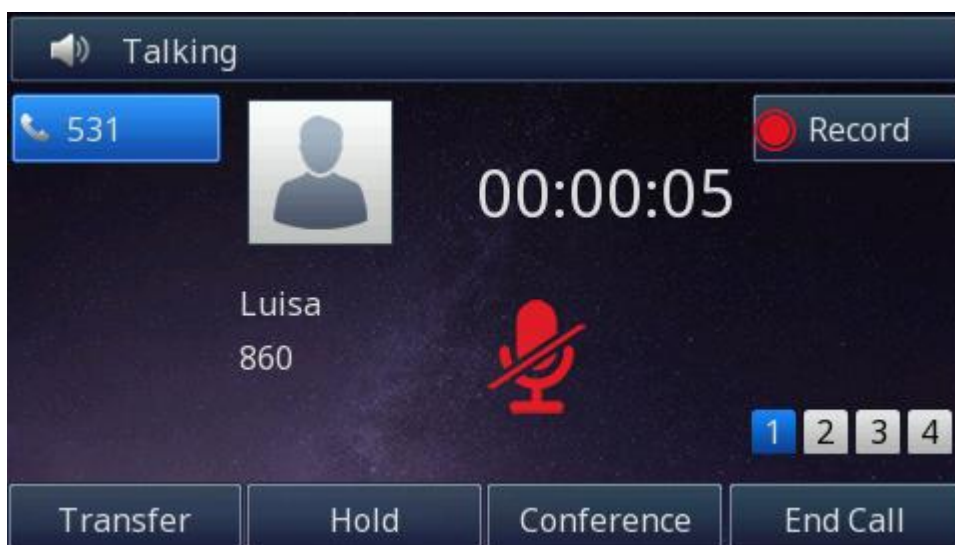 Talking
531
Record
00:00:05
Luisa
860
1 2 3 4
Transfer Hold Conference End Call